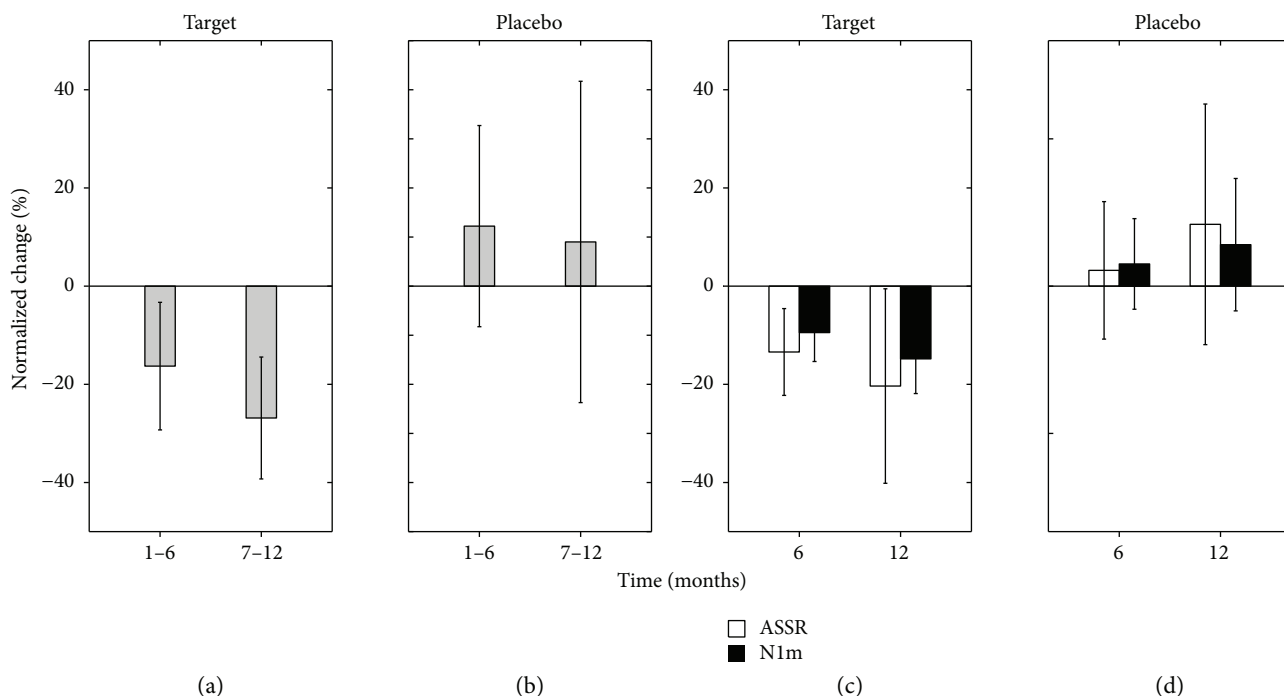 Target Placebo Target Placebo
Normalized change (%)
40
20
0
−20
−40
1–6 7–12
1–6 7–12
40
20
0
−20
−40
6 12
6 12
Time (months)
ASSR
N1m
(a) (b) (c) (d)